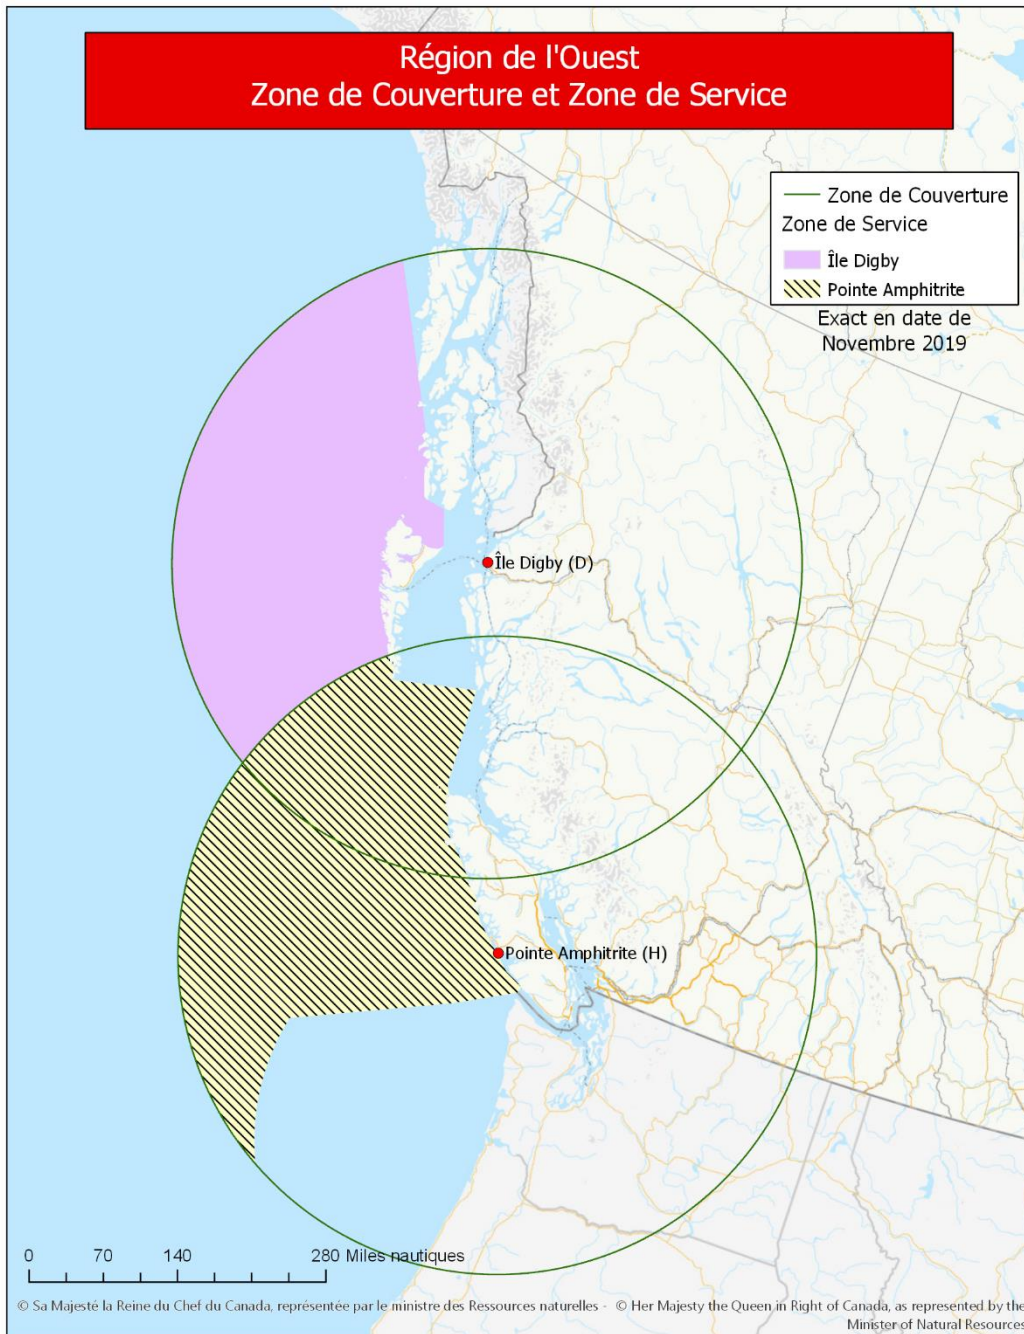 Région de l'Ouest
Zone de Couverture et Zone de Service
Zone de Couverture
Zone de Service
Île Digby
Pointe Amphitrite
Exact en date de
Novembre 2019
Île Digby (D)
Pointe Amphitrite (H)
0 70 140 280 Miles nautiques
© Sa Majesté la Reine du Chef du Canada, représentée par le ministre des Ressources naturelles - © Her Majesty the Queen in Right of Canada, as represented by the
Minister of Natural Resources